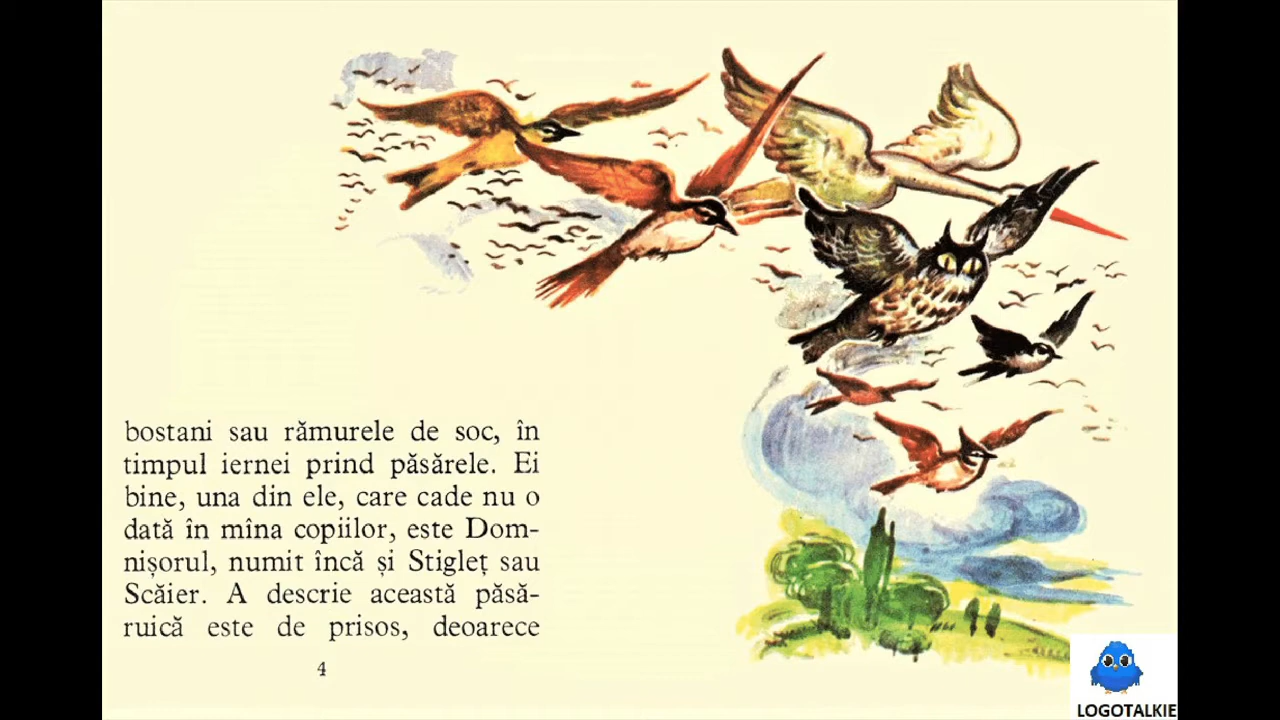 bostani sau rămurele de soc, în
timpul iernei prind păsărele. Ei
bine, una din ele, care cade nu o
dată în mîna copiilor, este Dom-
nișorul, numit încă și Stigleț sau
Scăier. A descrie această păsă-
ruică este de prisos, deoarece
4
LOGOTALKIE